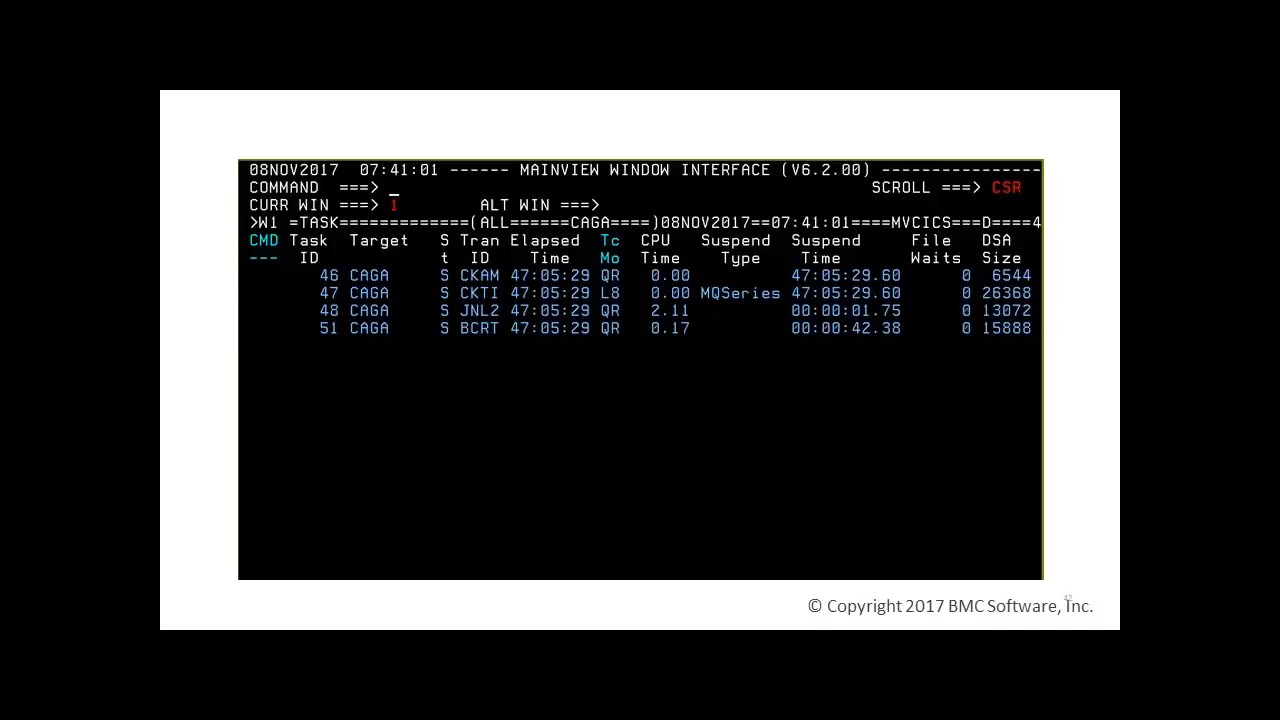 08NOV2017  07:41:01 ------ MAINVIEW WINDOW INTERFACE (V6.2.00) ----------------
COMMAND  ===> _                                               SCROLL ===> CSR
CURR WIN ===> 1        ALT WIN ===>
>W1 =TASK=============(ALL======CAGA====)08NOV2017==07:41:01====MVCICS===D====4
CMD Task  Target   S Tran Elapsed  Tc  CPU   Suspend  Suspend     File  DSA
---  ID            t  ID    Time   Mo  Time    Type    Time     Waits  Size
       46 CAGA     S CKAM 47:05:29 QR   0.00          47:05:29.60      0  6544
       47 CAGA     S CKTI 47:05:29 L8   0.00 MQSeries 47:05:29.60      0 26368
       48 CAGA     S JNL2 47:05:29 QR   2.11          00:00:01.75      0 13072
       51 CAGA     S BCRT 47:05:29 QR   0.17          00:00:42.38      0 15888
42
© Copyright 2017 BMC Software, Inc.